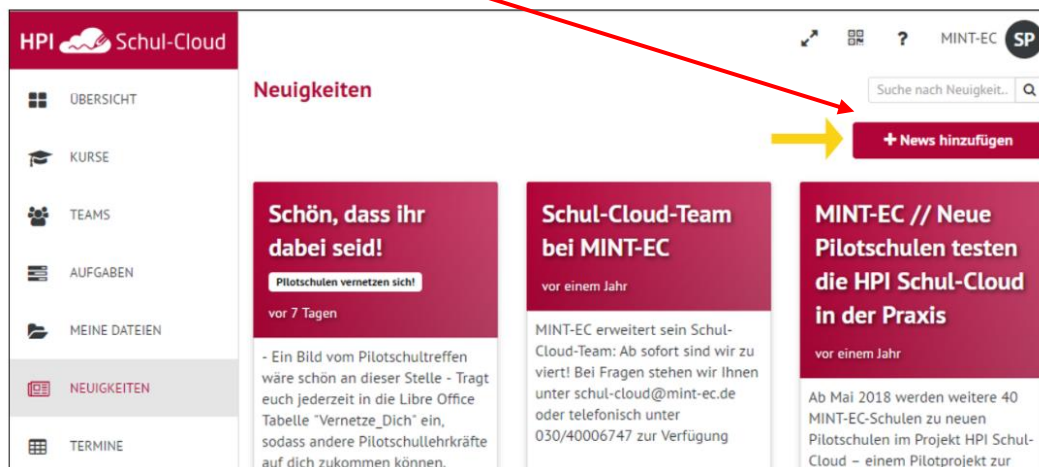 HPI Schul-Cloud
MINT-EC SP
ÜBERSICHT
KURSE
TEAMS
AUFGABEN
MEINE DATEIEN
NEUIGKEITEN
TERMINE
Neuigkeiten
Suche nach Neuigkeit..
+ News hinzufügen
Schön, dass ihr
dabei seid!
Pilotschulen vernetzen sich!
vor 7 Tagen
- Ein Bild vom Pilotschultreffen
wäre schön an dieser Stelle - Tragt
euch jederzeit in die Libre Office
Tabelle "Vernetze_Dich" ein,
sodass andere Pilotschullehrkräfte
auf dich zukommen können.
Schul-Cloud-Team
bei MINT-EC
vor einem Jahr
MINT-EC erweitert sein Schul-
Cloud-Team: Ab sofort sind wir zu
viert! Bei Fragen stehen wir Ihnen
unter schul-cloud@mint-ec.de
oder telefonisch unter
030/40006747 zur Verfügung
MINT-EC // Neue
Pilotschulen testen
die HPI Schul-Cloud
in der Praxis
vor einem Jahr
Ab Mai 2018 werden weitere 40
MINT-EC-Schulen zu neuen
Pilotschulen im Projekt HPI Schul-
Cloud – einem Pilotprojekt zur